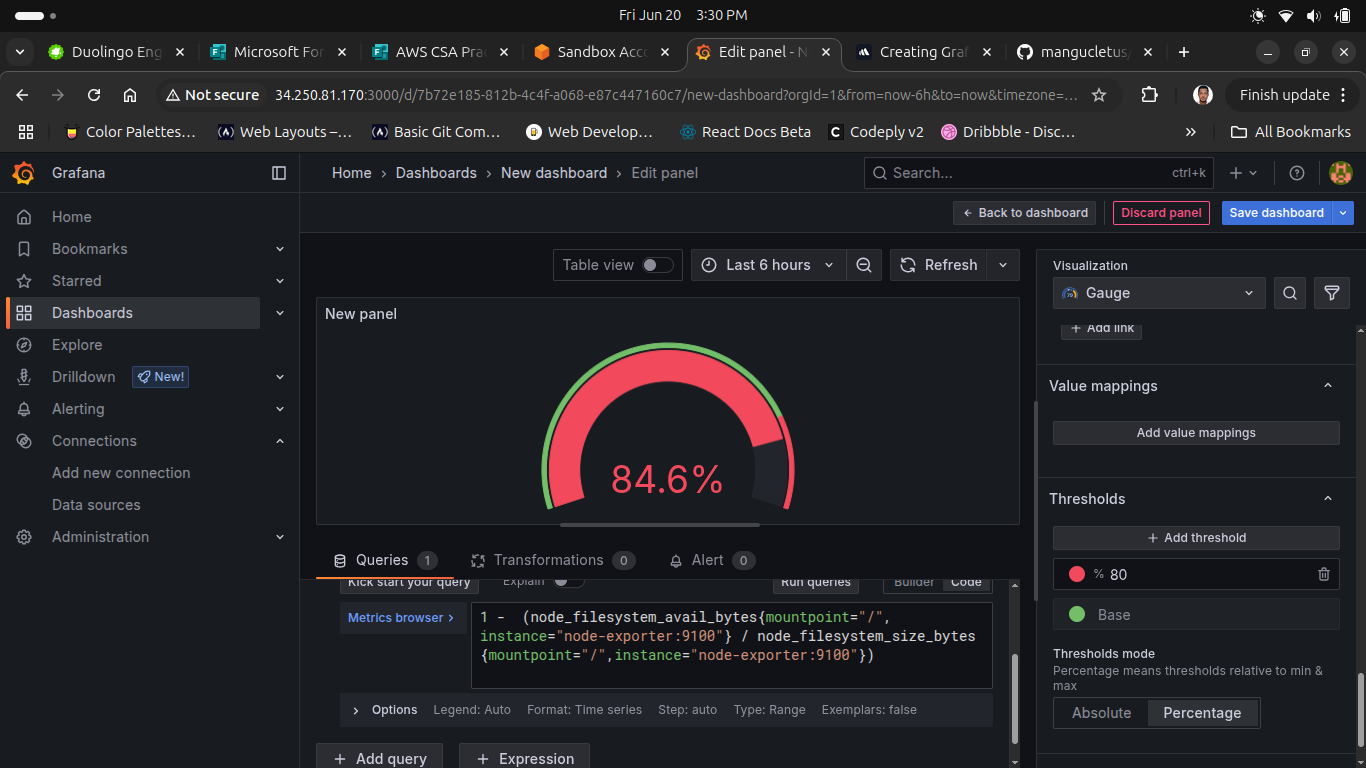 Fri Jun 20 3:30 PM
Duolingo Eng
Microsoft For
AWS CSA Prac
Sandbox Acco
Edit panel - N
Creating Graf
mangucletus/
Not secure
34.250.81.170:3000/d/7b72e185-812b-4c4f-a068-e87c447160c7/new-dashboard?orgId=1&from=now-6h&to=now&timezone=...
Finish update
Color Palettes...
Web Layouts –...
Basic Git Com...
Web Develop...
React Docs Beta
Codeply v2
Dribbble - Disc...
All Bookmarks
Grafana
Home › Dashboards › New dashboard › Edit panel
Search...
ctrl+k
Home
Bookmarks
Starred
Dashboards
Explore
Drilldown
New!
Alerting
Connections
Add new connection
Data sources
Administration
Back to dashboard
Discard panel
Save dashboard
Table view
Last 6 hours
Refresh
New panel
84.6%
Queries 1
Transformations 0
Alert 0
Kick start your query
Explain
Run queries
Builder
Code
Metrics browser >
1 -  (node_filesystem_avail_bytes{mountpoint="/",
instance="node-exporter:9100"} / node_filesystem_size_bytes
{mountpoint="/",instance="node-exporter:9100"})
Options
Legend: Auto
Format: Time series
Step: auto
Type: Range
Exemplars: false
+ Add query
+ Expression
Visualization
Gauge
+ Add link
Value mappings
Add value mappings
Thresholds
+ Add threshold
% 80
Base
Thresholds mode
Percentage means thresholds relative to min &
max
Absolute
Percentage